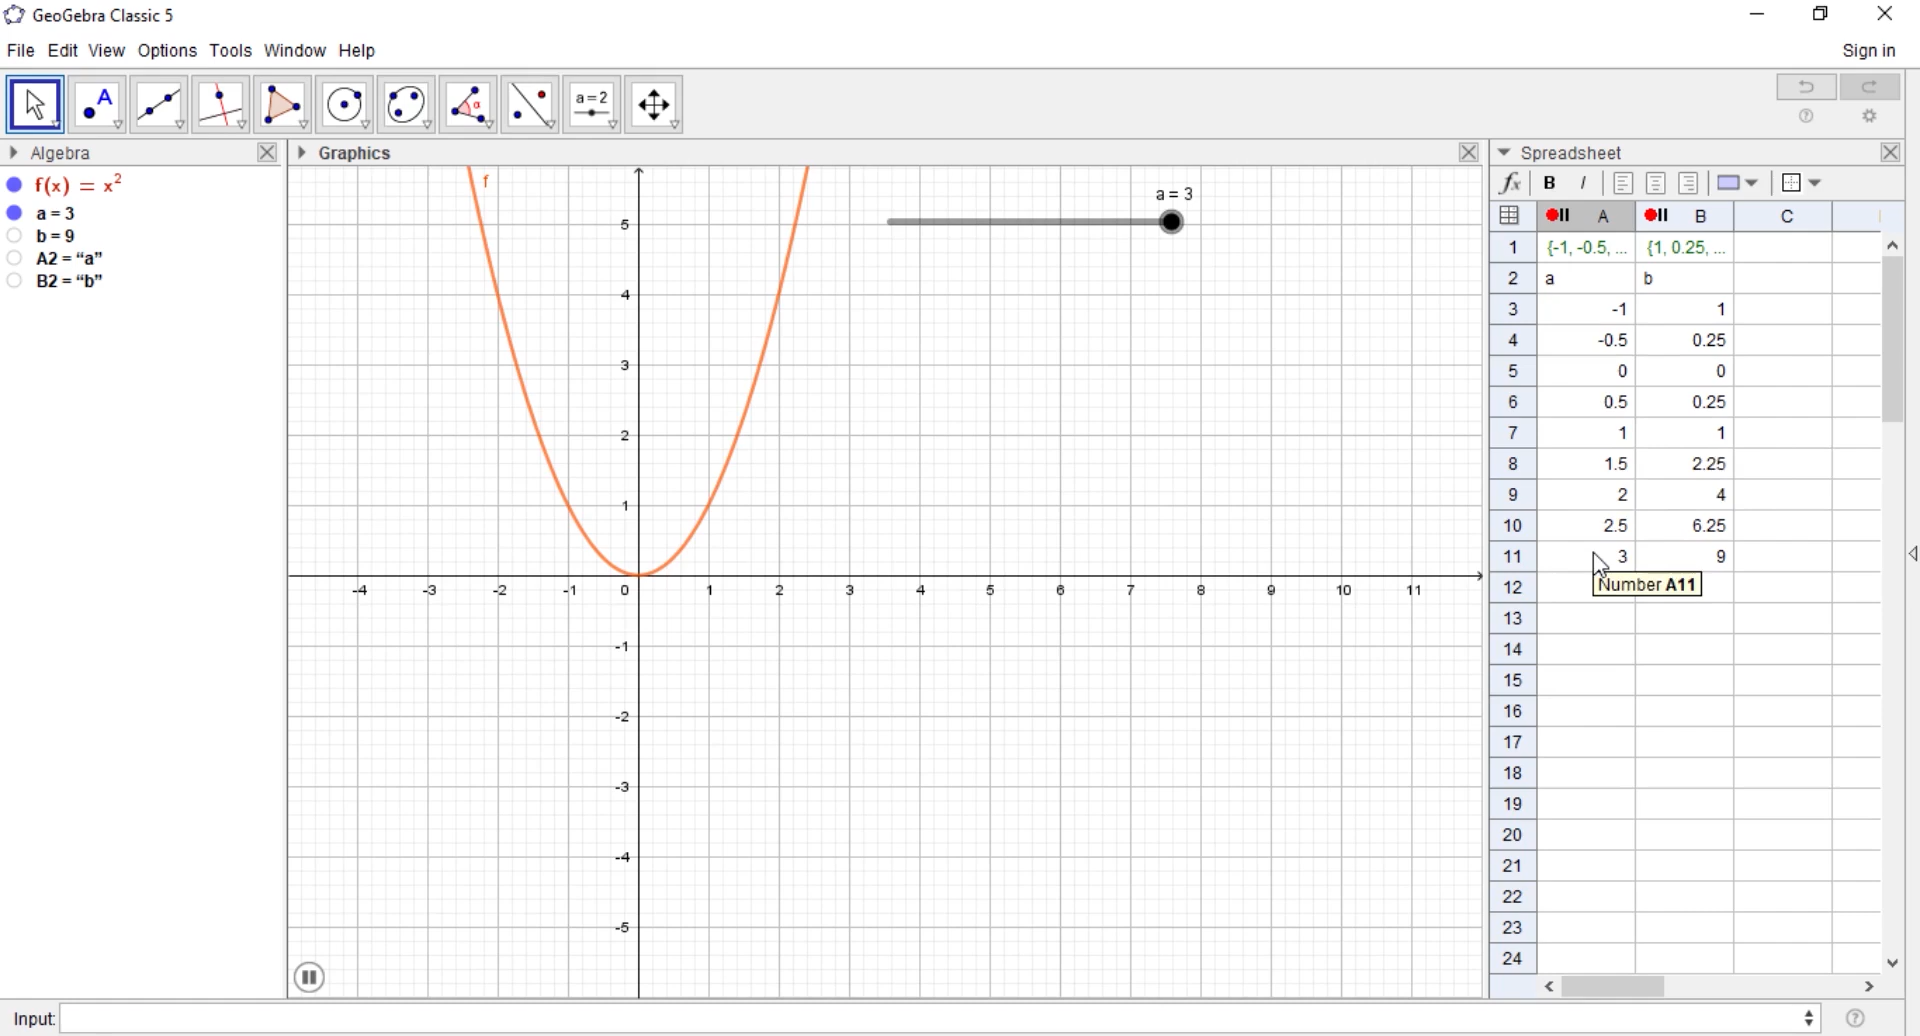 GeoGebra Classic 5
File Edit View Options Tools Window Help
Sign in
A
α
a=2
Algebra
Graphics
Spreadsheet
f(x) = x²
a = 3
b = 9
A2 = “a”
B2 = “b”
f
a = 3
5
4
3
2
1
-4 -3 -2 -1 0 1 2 3 4 5 6 7 8 9 10 11
-1
-2
-3
-4
-5
fx B I
A B C
1 {-1, -0.5, ... {1, 0.25, ...
2 a b
3 -1 1
4 -0.5 0.25
5 0 0
6 0.5 0.25
7 1 1
8 1.5 2.25
9 2 4
10 2.5 6.25
11 3 9
Number A11
12
13
14
15
16
17
18
19
20
21
22
23
24
Input: